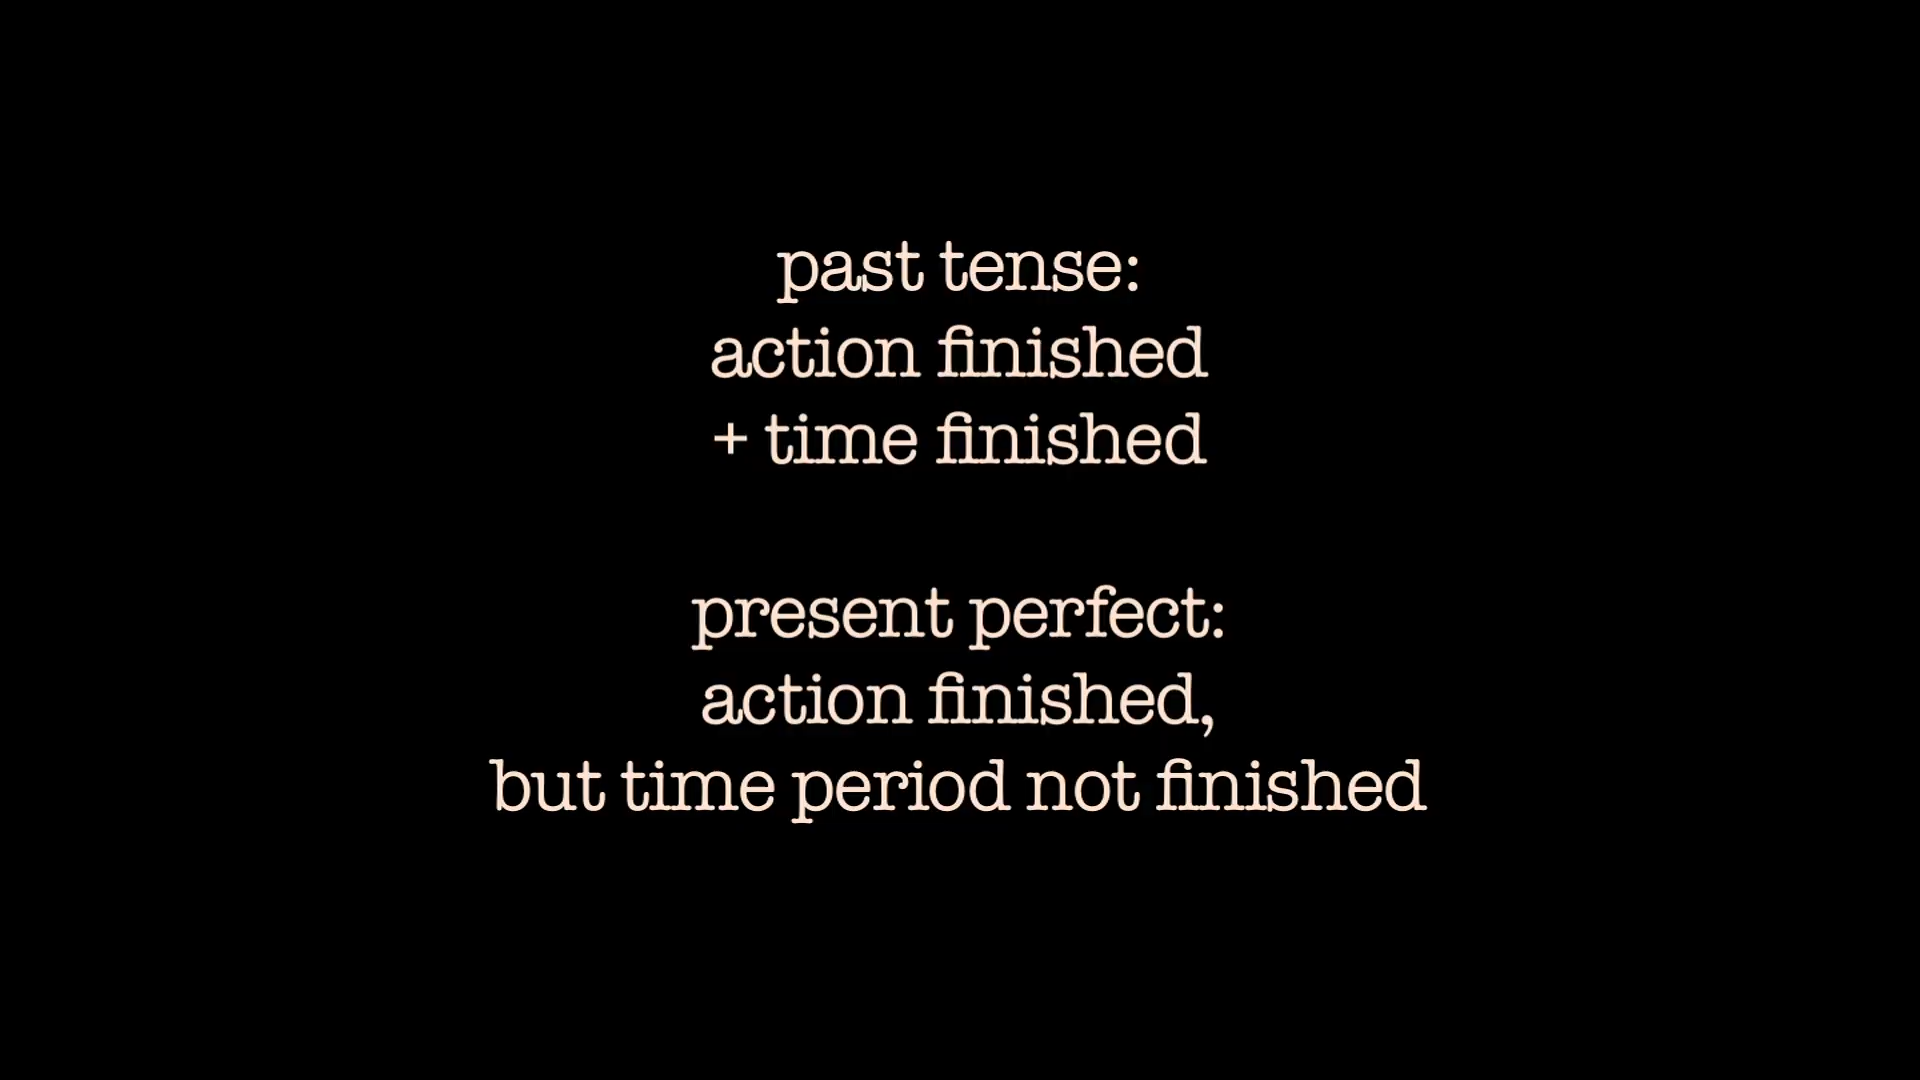 past tense:
action finished
+ time finished
present perfect:
action finished,
but time period not finished